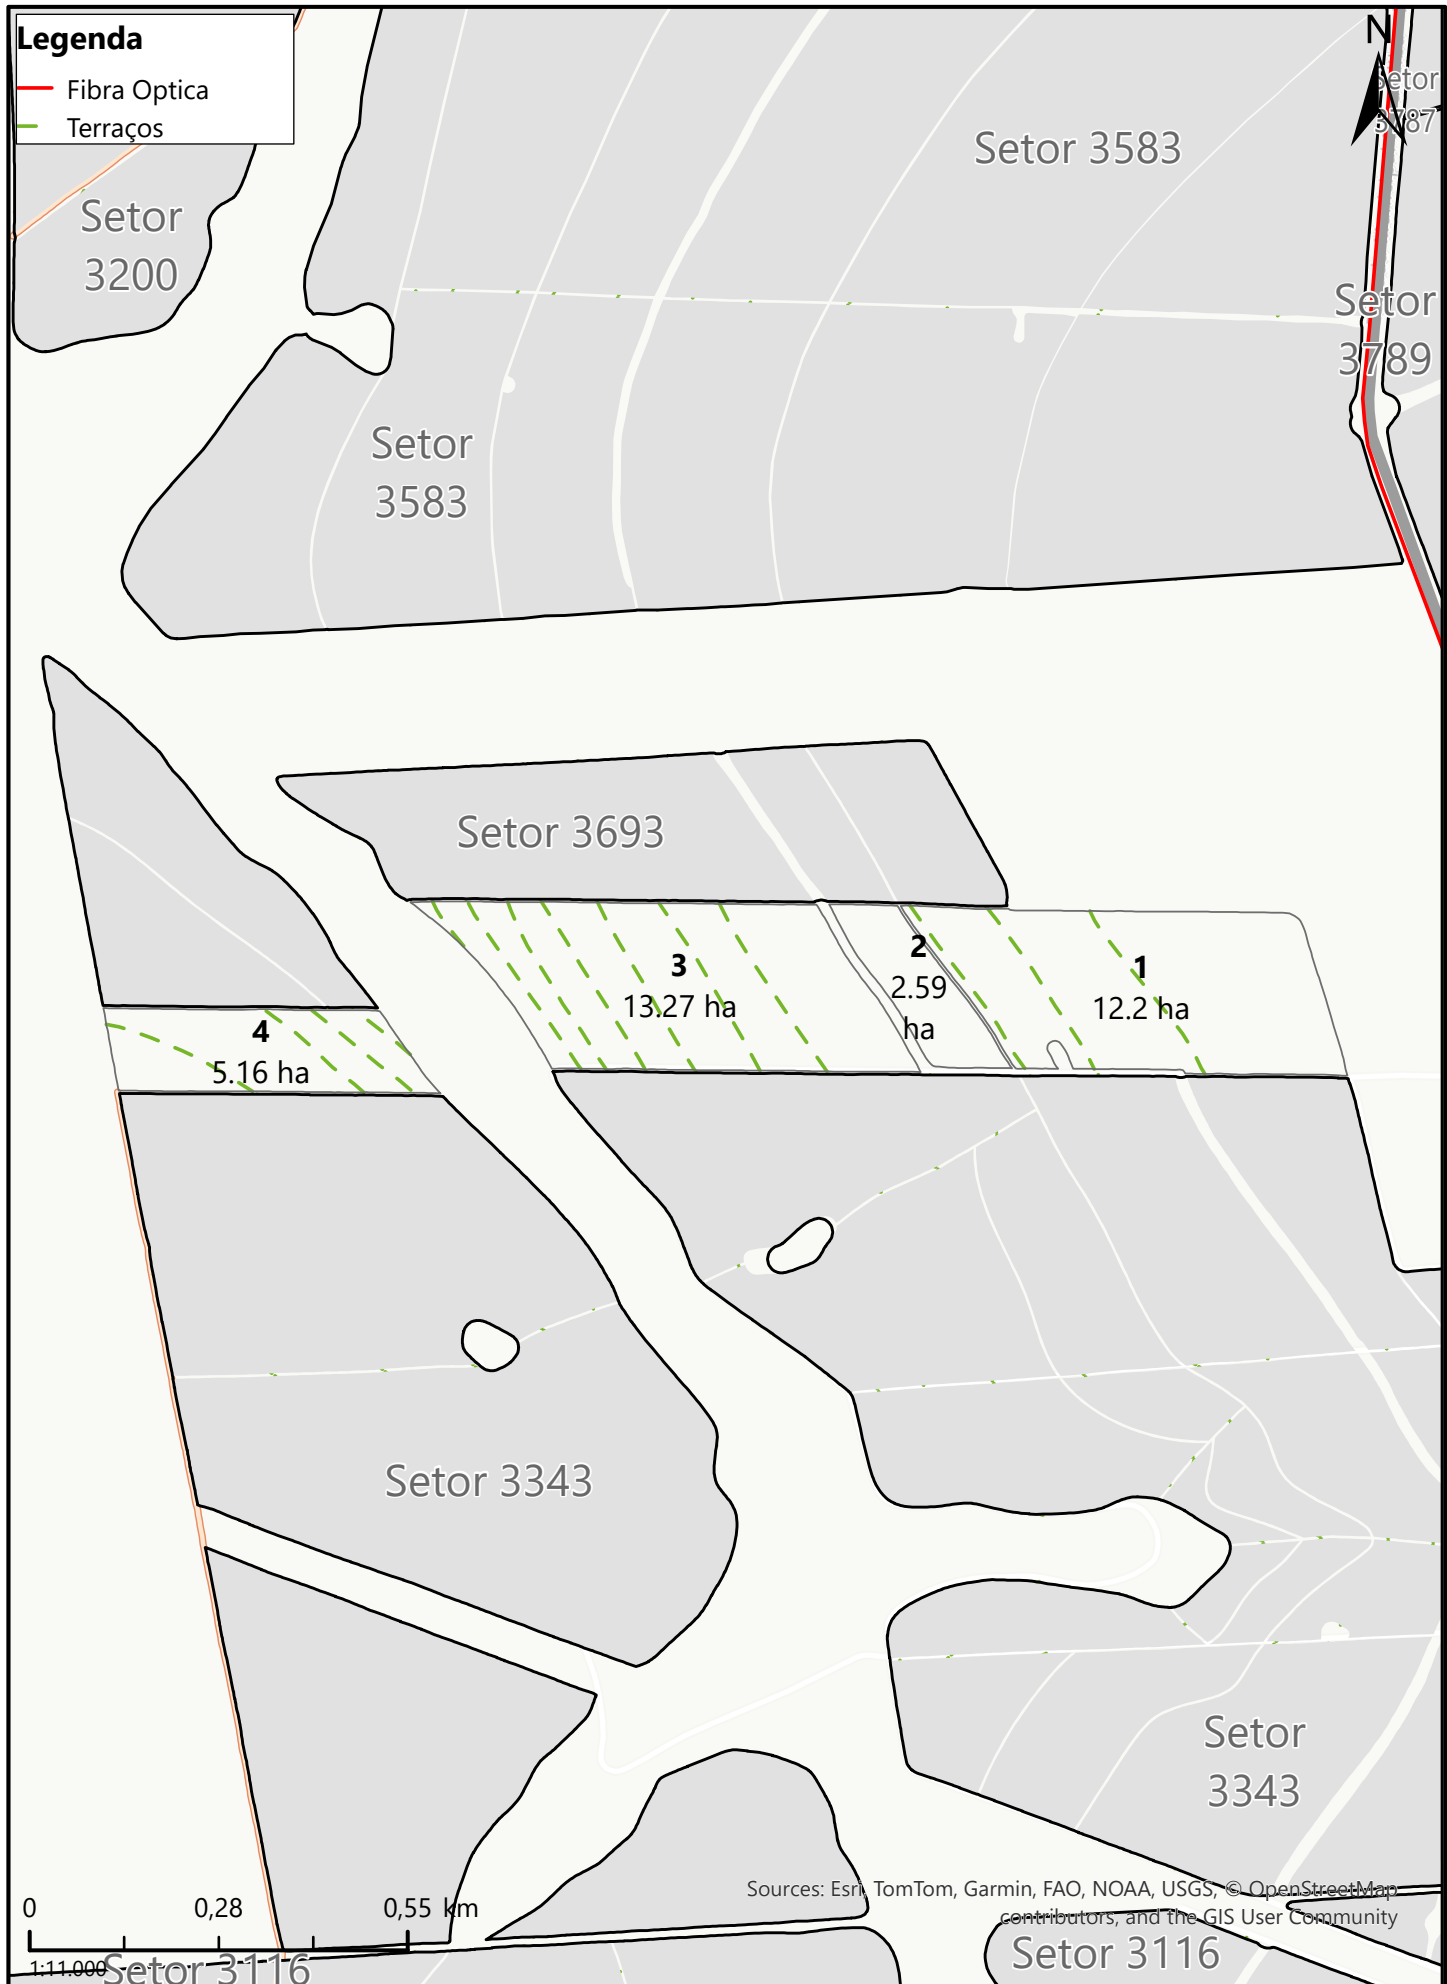 Legenda
Fibra Optica
Terraços
N
Setor
3787
Setor 3583
Setor
3200
Setor
3789
Setor
3583
Setor 3693
3
13.27 ha
2
2.59
ha
1
12.2 ha
4
5.16 ha
Setor 3343
Setor
3343
Sources: Esri, TomTom, Garmin, FAO, NOAA, USGS, © OpenStreetMap
contributors, and the GIS User Community
0 0,28 0,55 km
1:11.000
Setor 3116
Setor 3116